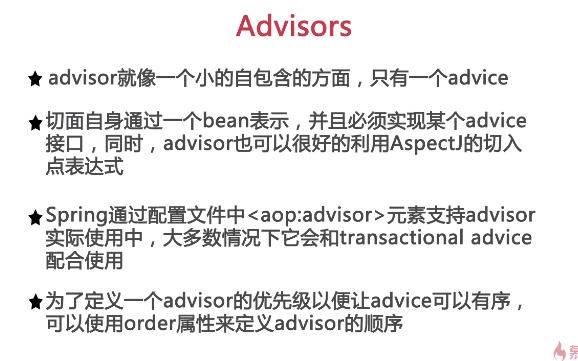 Advisors
advisor就像一个小的自包含的方面，只有一个advice
切面自身通过一个bean表示，并且必须实现某个advice
接口，同时，advisor也可以很好的利用AspectJ的切入
点表达式
Spring通过配置文件中<aop:advisor>元素支持advisor
实际使用中，大多数情况下它会和transactional advice
配合使用
为了定义一个advisor的优先级以便让advice可以有序，
可以使用order属性来定义advisor的顺序